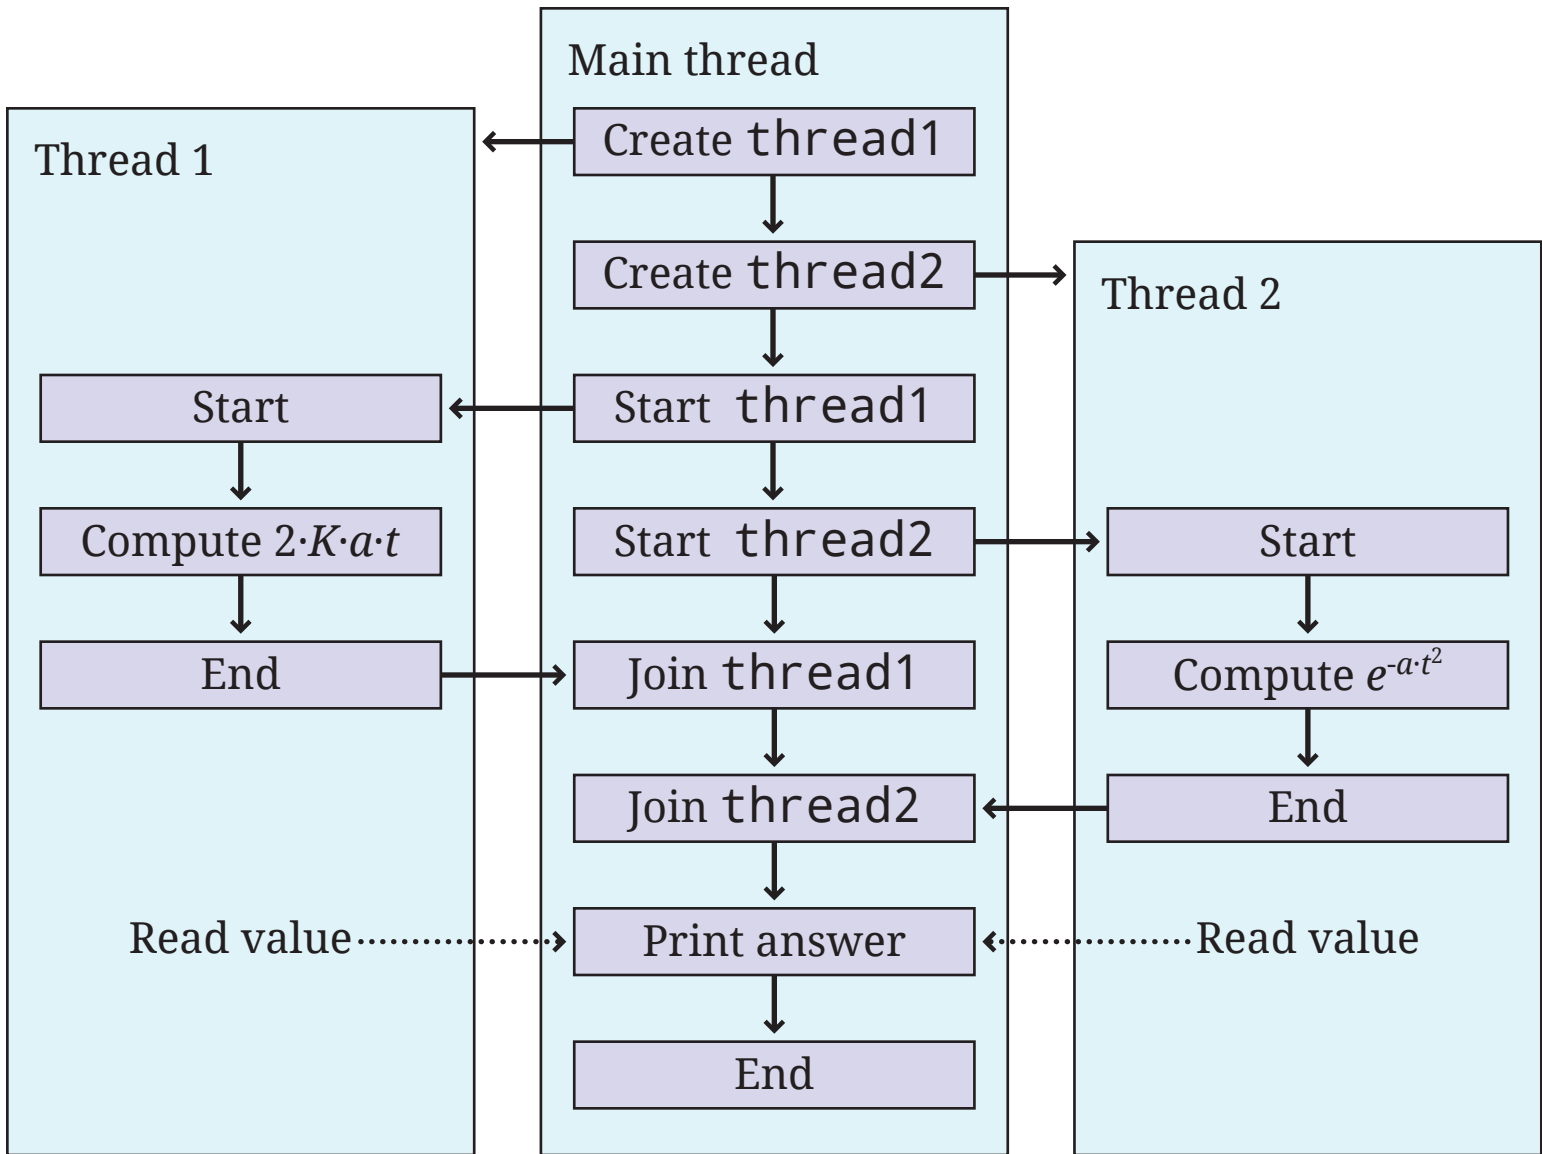 Main thread
Create thread1
Thread 1
Create thread2
Thread 2
Start
Start thread1
Compute 2·K·a·t
Start thread2
Start
End
Join thread1
Compute e^{-a·t²}
Join thread2
End
Read value
Print answer
Read value
End